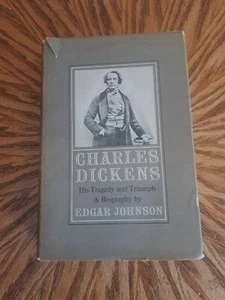 CHARLES
DICKENS
His Tragedy and Triumph
A Biography by
EDGAR JOHNSON